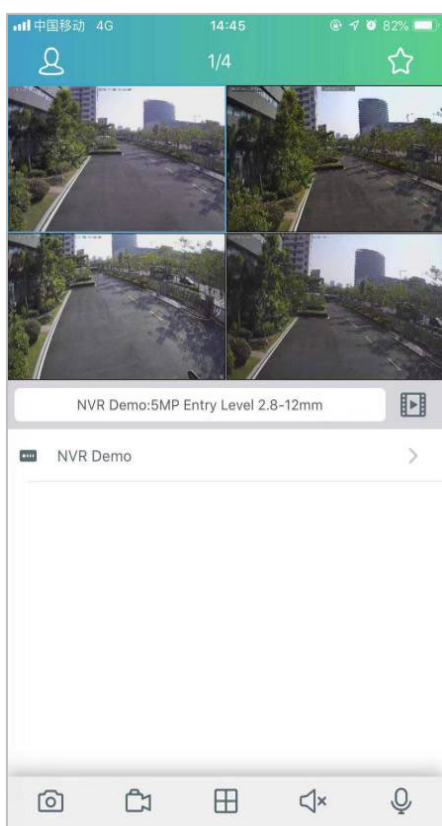 中国移动 4G 14:45 82%
1/4
NVR Demo:5MP Entry Level 2.8-12mm
NVR Demo